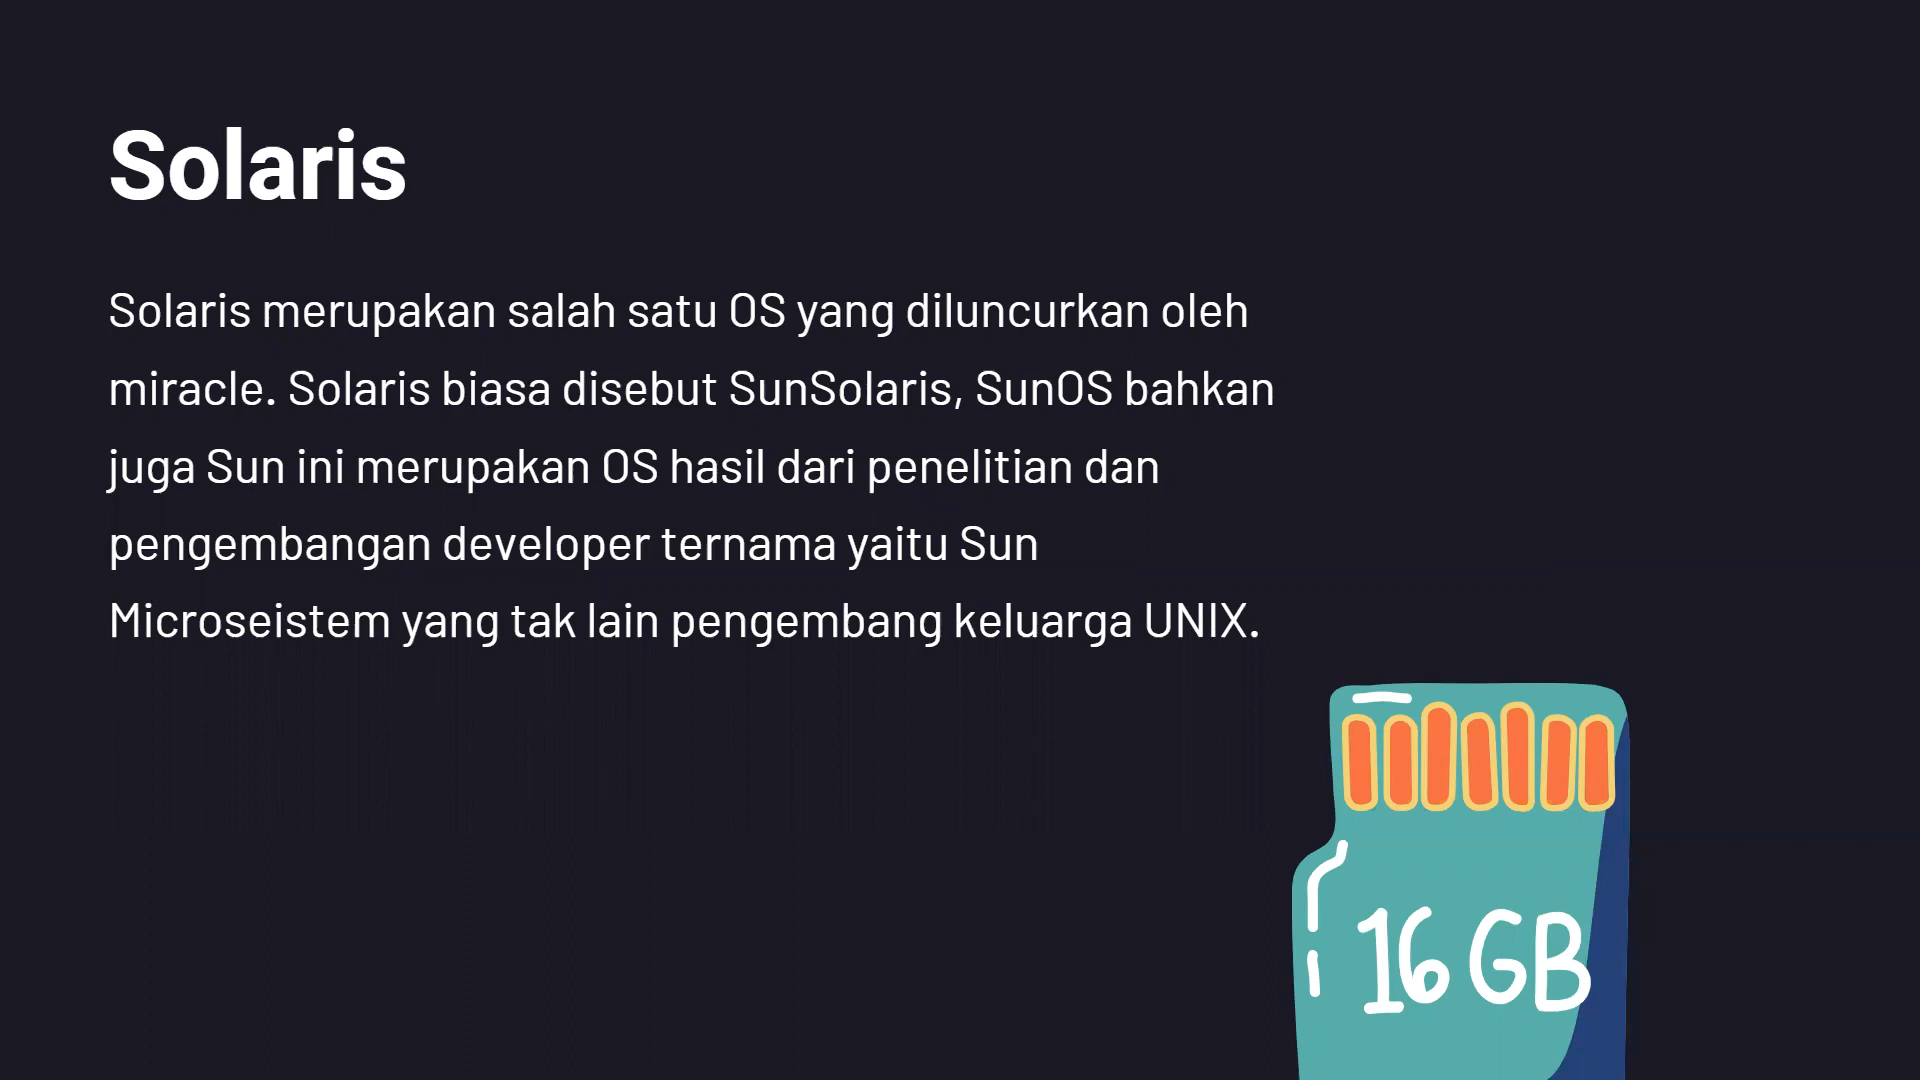 Solaris
Solaris merupakan salah satu OS yang diluncurkan oleh
miracle. Solaris biasa disebut SunSolaris, SunOS bahkan
juga Sun ini merupakan OS hasil dari penelitian dan
pengembangan developer ternama yaitu Sun
Microseistem yang tak lain pengembang keluarga UNIX.
16 GB